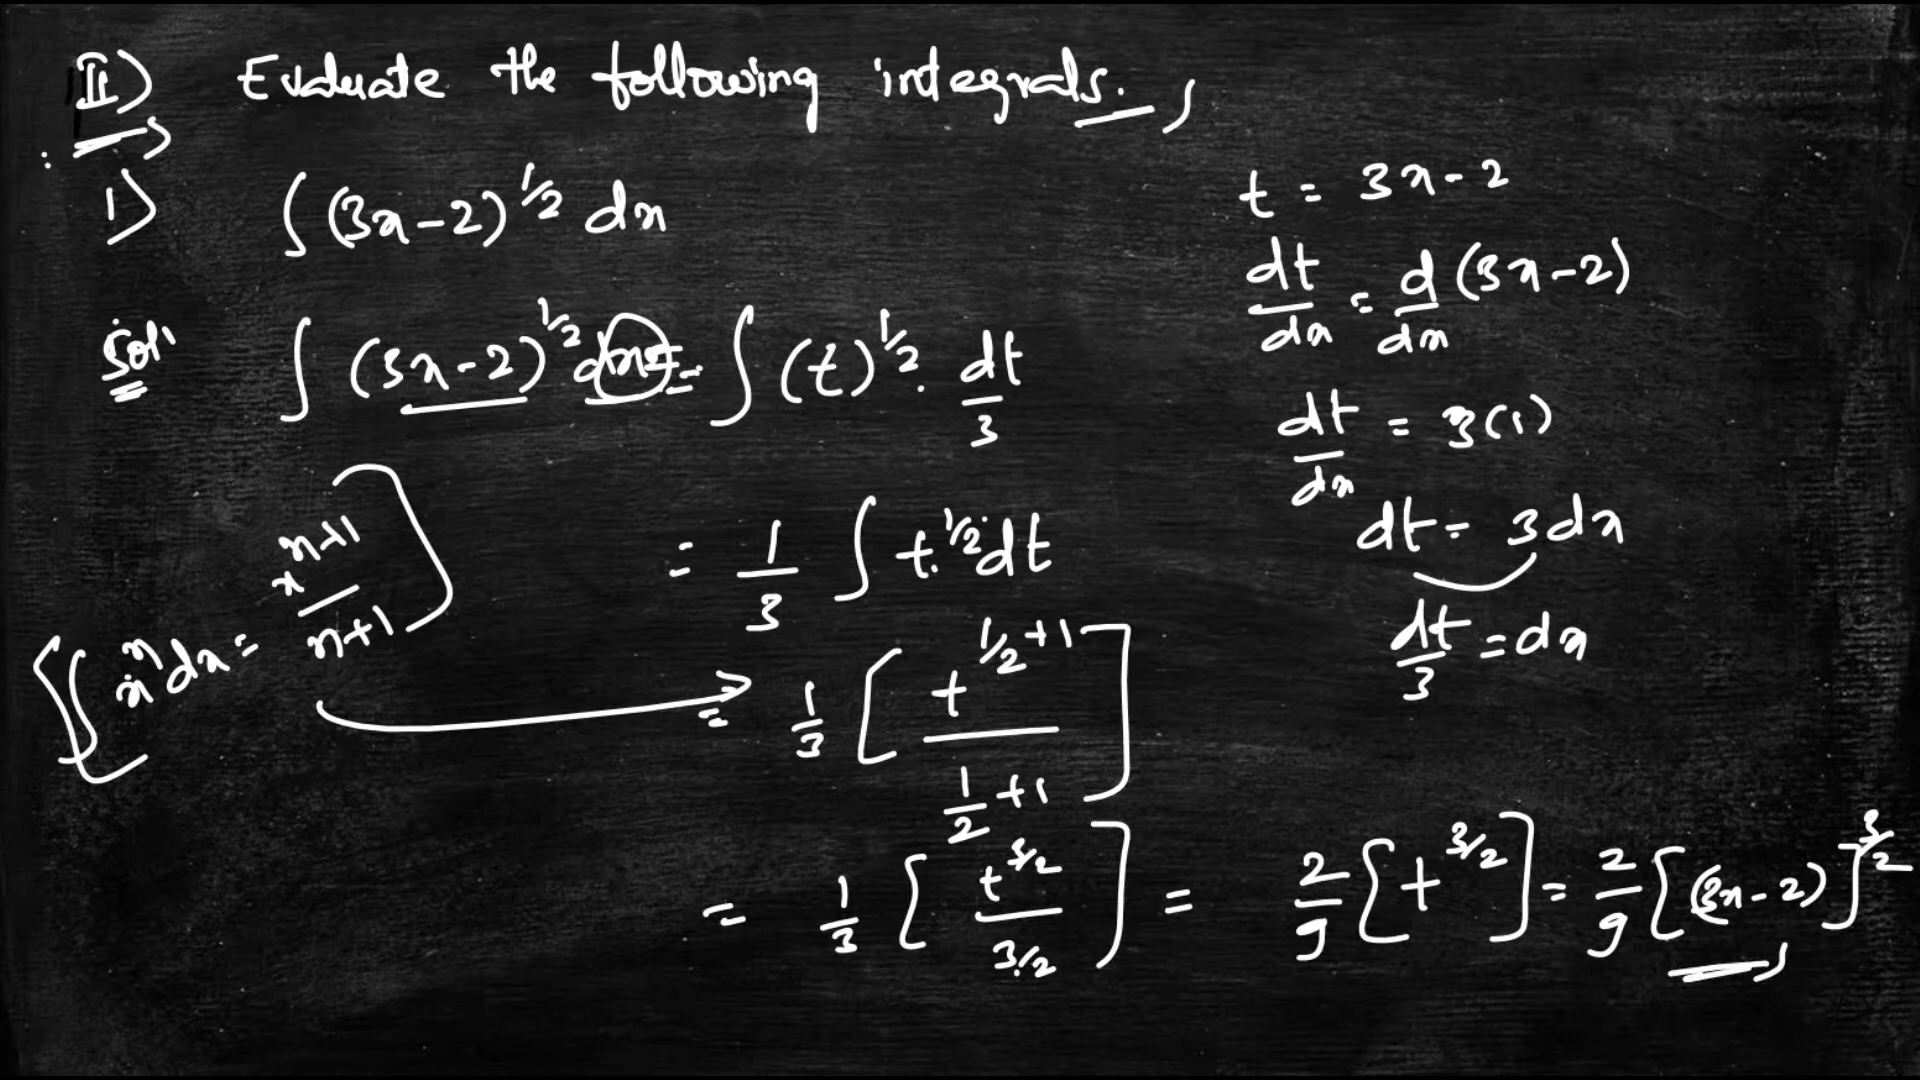 II) Evaluate the following integrals.
1) ∫ (3x-2)^1/2 dx
Sol: ∫ (3x-2)^1/2 dx = ∫ (t)^1/2 . dt/3
= 1/3 ∫ t^1/2 dt
{∫ x^n dx = x^n+1/n+1]
= 1/3 [t^1/2+1 / 1/2+1]
= 1/3 [t^3/2 / 3/2] = 2/9 [t^3/2] = 2/9 [(3x-2)]^3/2
t = 3x-2
dt/dx = d/dx (3x-2)
dt/dx = 3(1)
dt = 3dx
dt/3 = dx